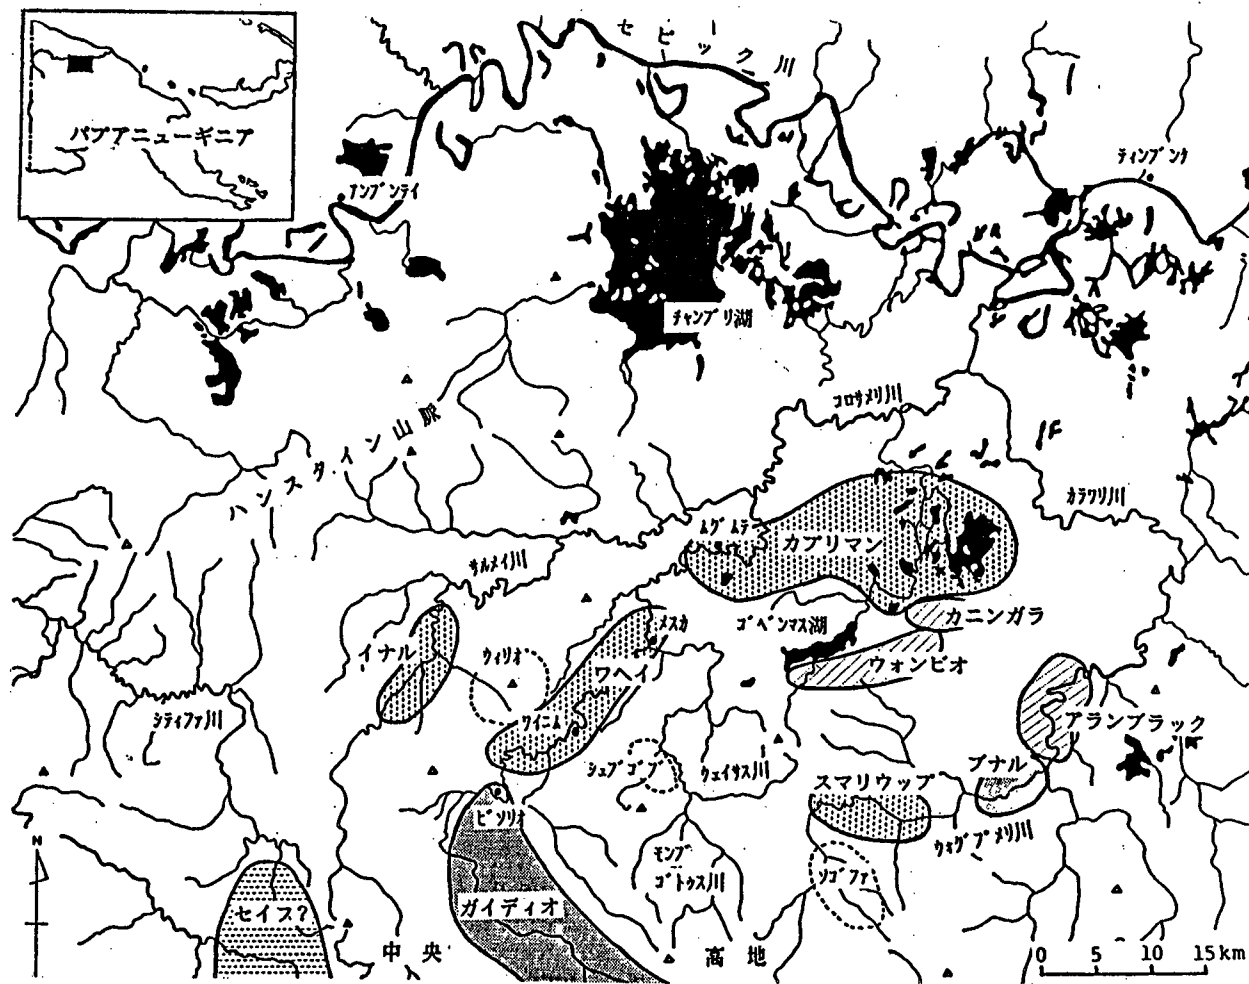 セピック川
パプアニューギニア
ティンブンケ
アンブンテイ
チャンブリ湖
コロサメリ川
ハンスタイン山脈
カラワリ川
ムグムテ
カプリマン
サルメイ川
カニンガラ
メスカ
ゴベンマス湖
イナル
ウィリオ
ワヘイ
ウォンビオ
シティファ川
ワイニム
アランブラック
シュブゴブ
ウェイサス川
ブナル
スマリウップ
ビソリオ
N
モンブ
ゴトゥス川
ウォグプメリ川
ソゴファ
セイブ?
ガイディオ
中央
高地
0 5 10 15km